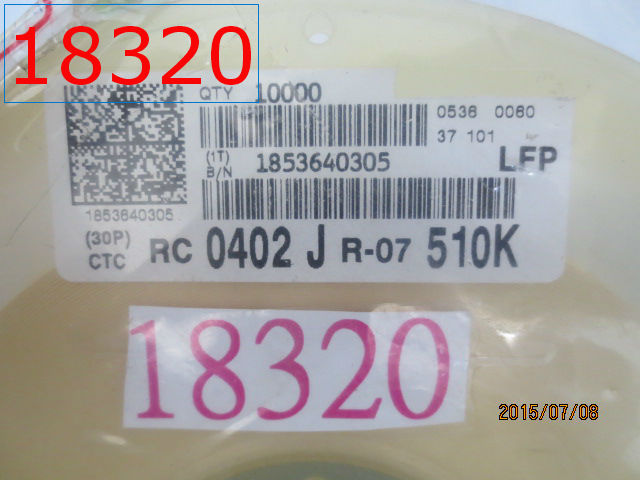 18320
QTY 10000
0536 0060
37 101
(1T)
B/N 1853640305
LFP
1853640305
(30P)
CTC RC 0402 J R-07 510K
18320
2015/07/08